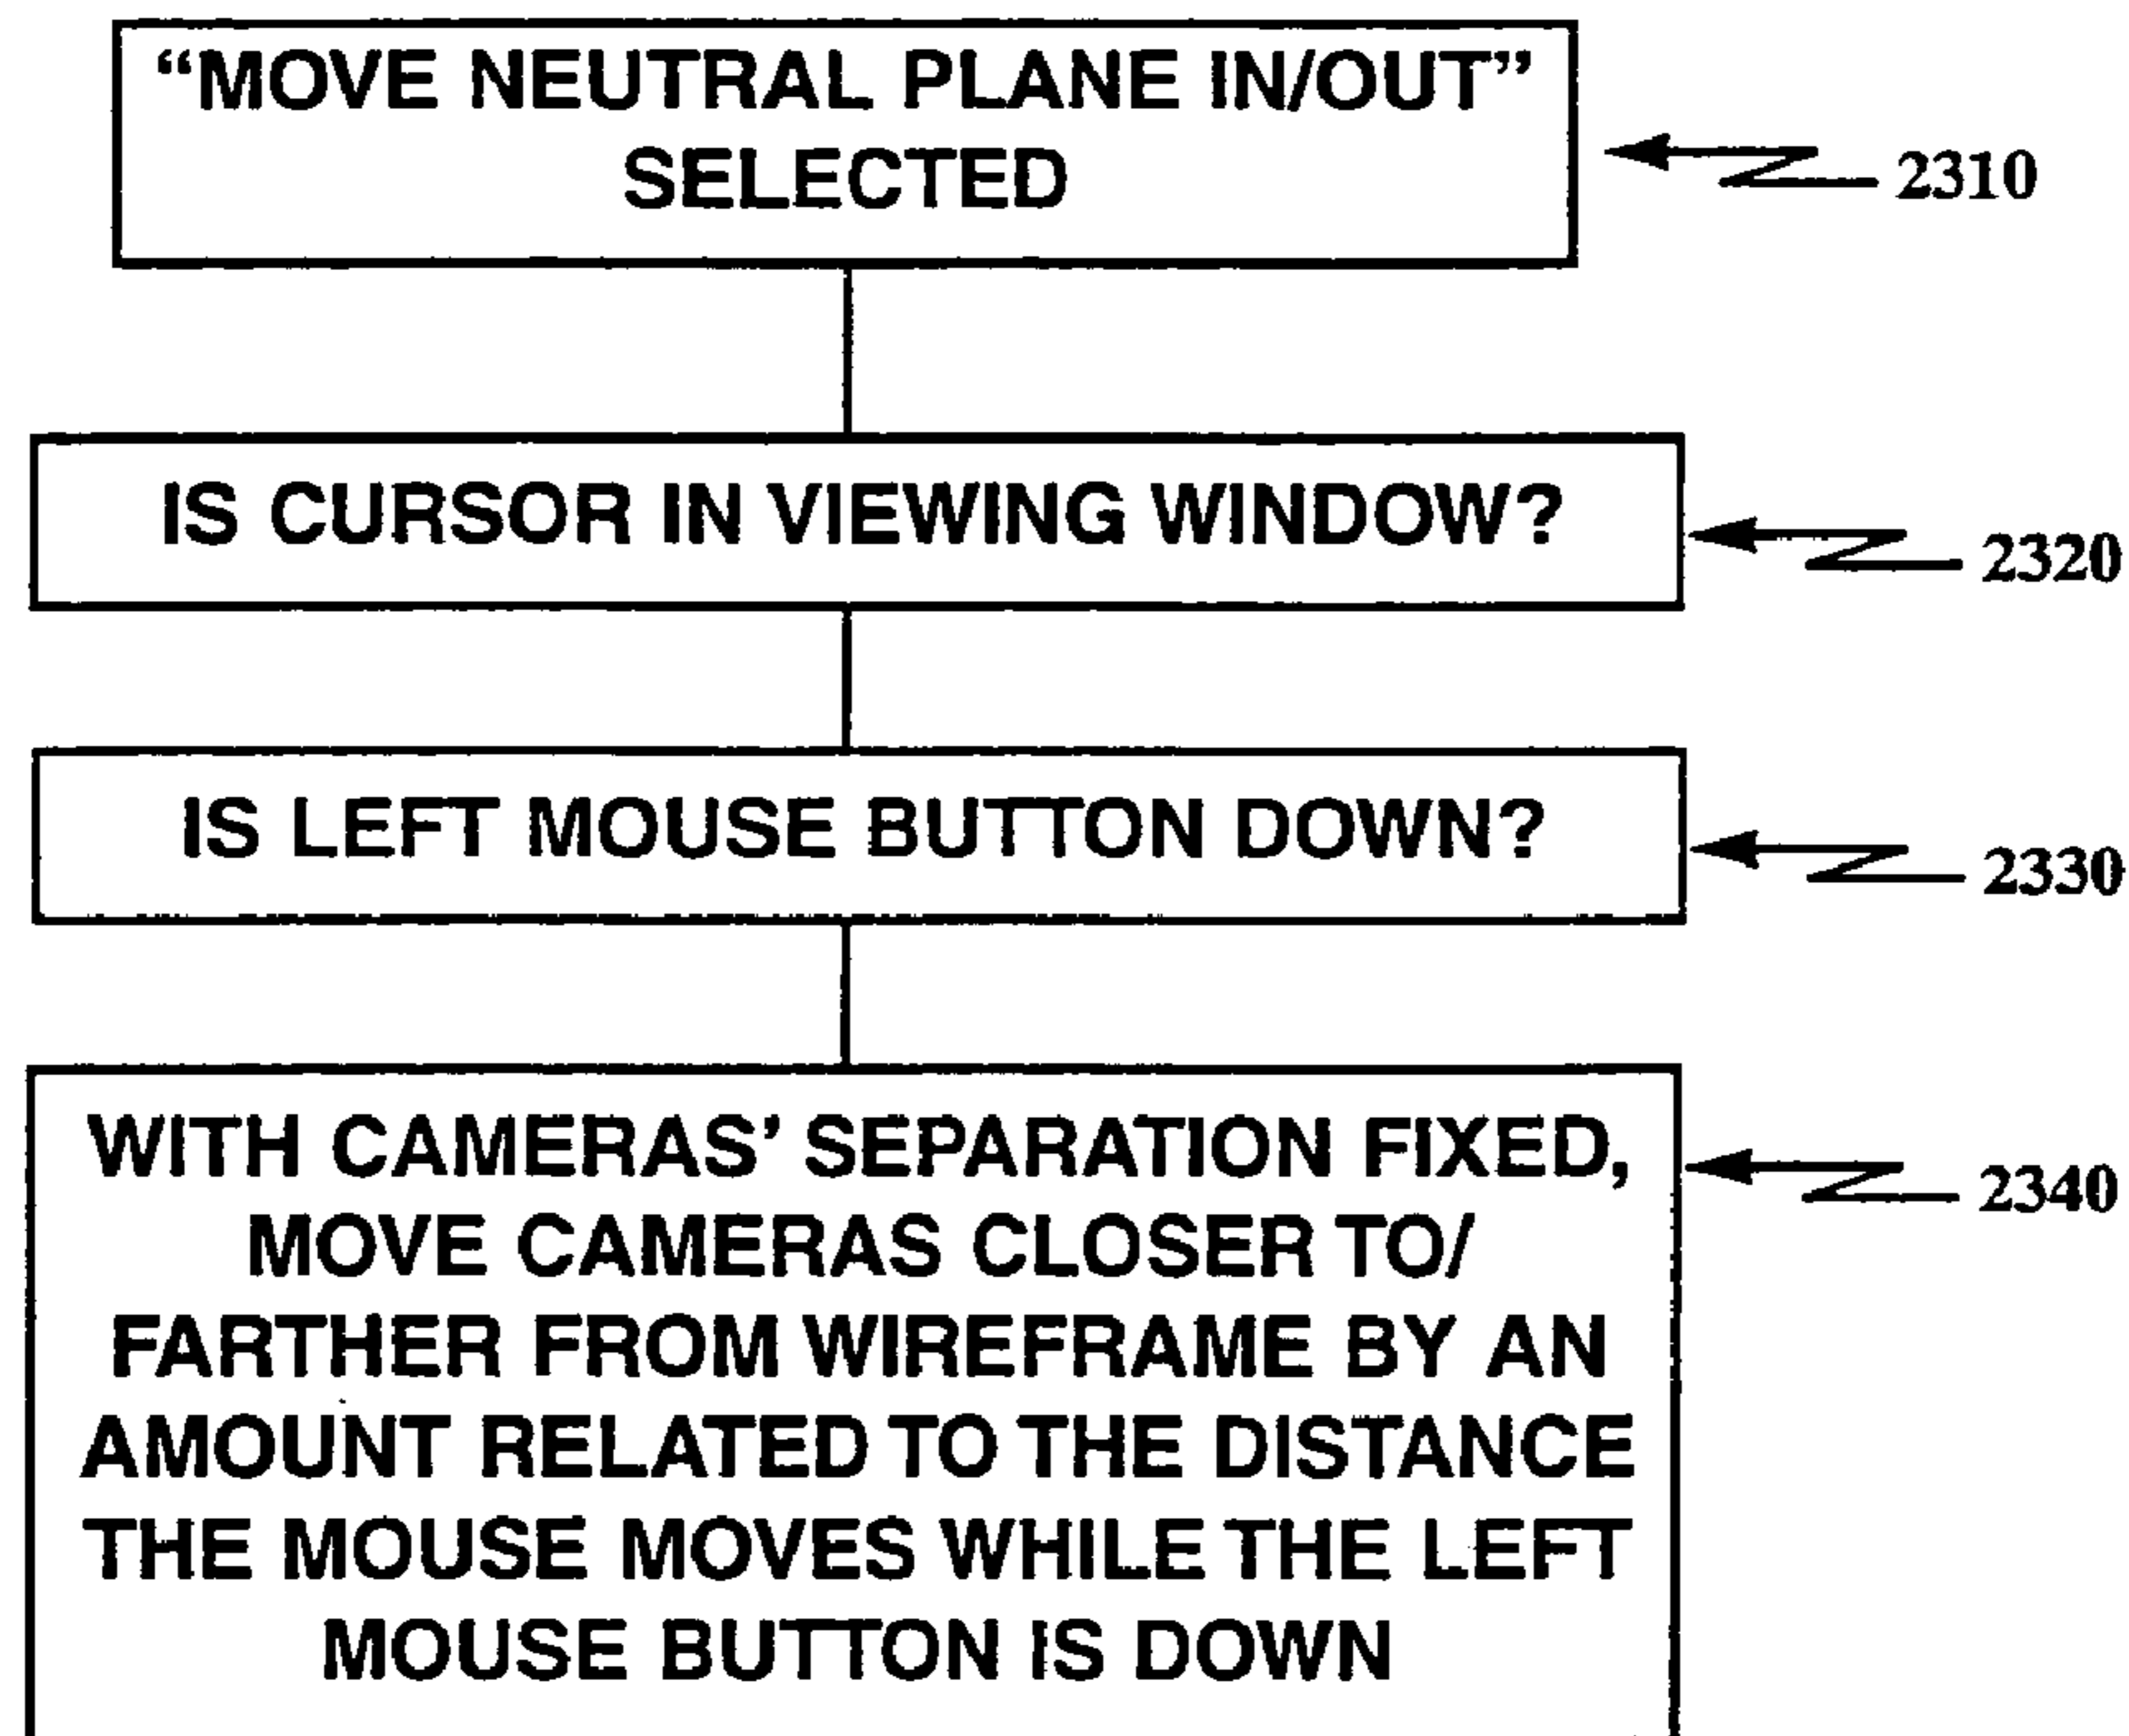 “MOVE NEUTRAL PLANE IN/OUT”
SELECTED
2310
IS CURSOR IN VIEWING WINDOW?
2320
IS LEFT MOUSE BUTTON DOWN?
2330
WITH CAMERAS’ SEPARATION FIXED,
2340
MOVE CAMERAS CLOSER TO/
FARTHER FROM WIREFRAME BY AN
AMOUNT RELATED TO THE DISTANCE
THE MOUSE MOVES WHILE THE LEFT
MOUSE BUTTON IS DOWN